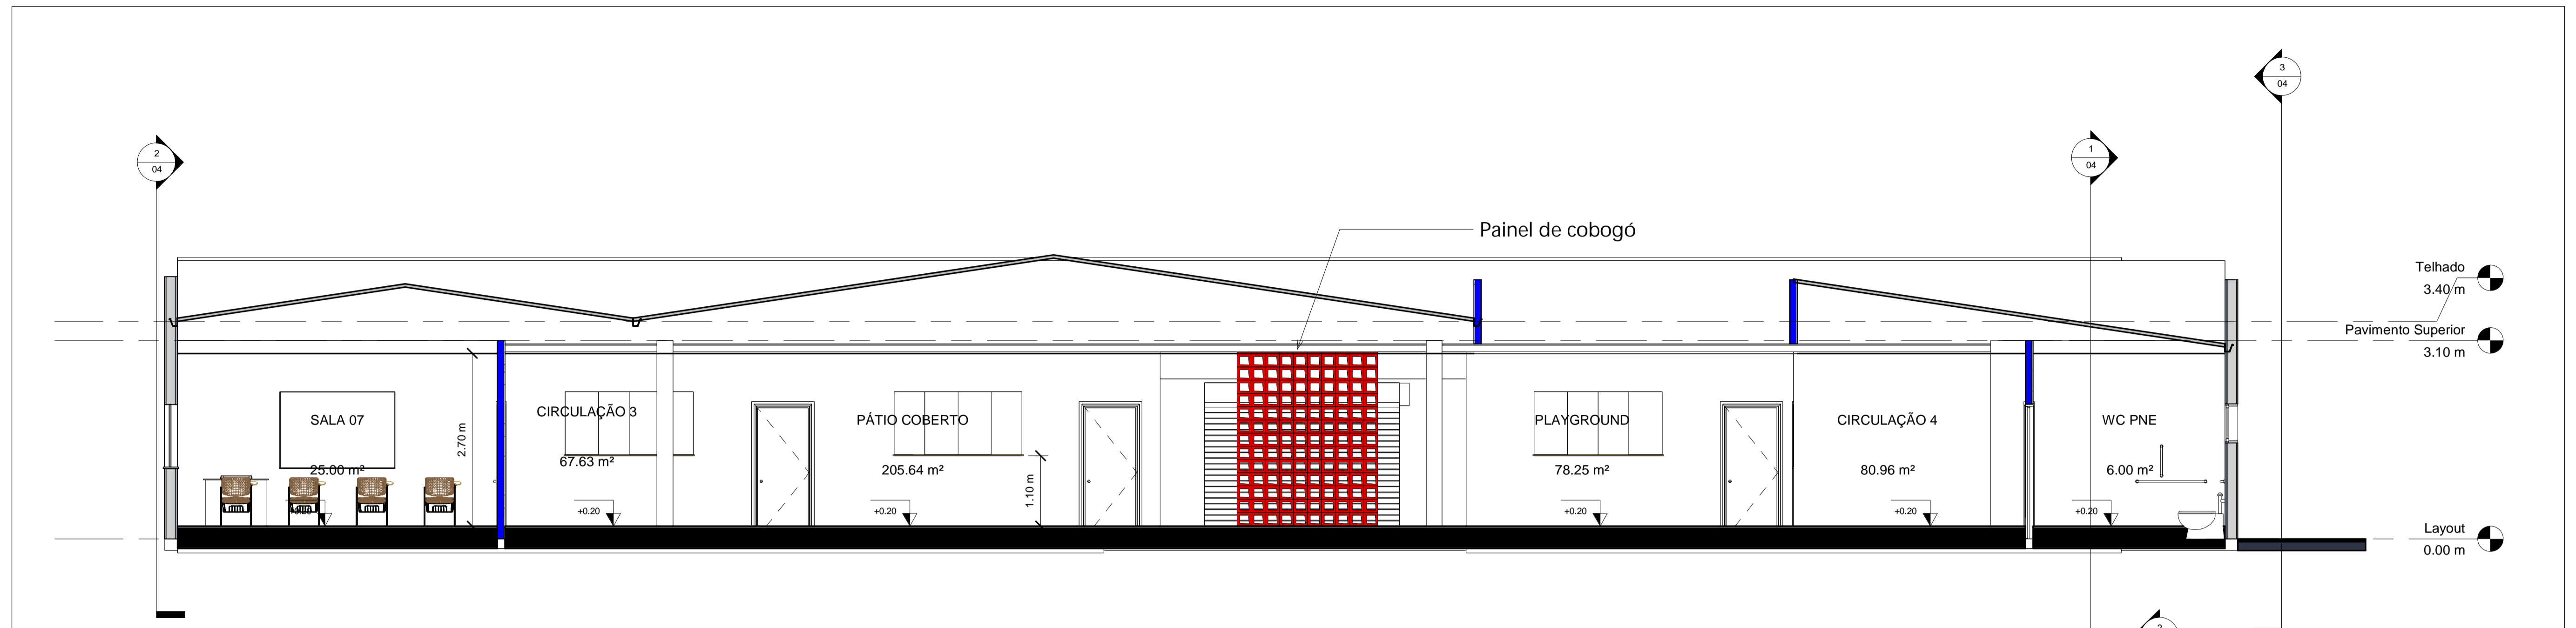 3
04
1
04
2
04
Painel de cobogó
Telhado
3.40 m
Pavimento Superior
3.10 m
SALA 07
25.00 m²
2.70 m
CIRCULAÇÃO 3
67.63 m²
PÁTIO COBERTO
205.64 m²
1.10 m
PLAYGROUND
78.25 m²
CIRCULAÇÃO 4
80.96 m²
WC PNE
6.00 m²
+0.20
+0.20
+0.20
+0.20
+0.20
+0.20
Layout
0.00 m